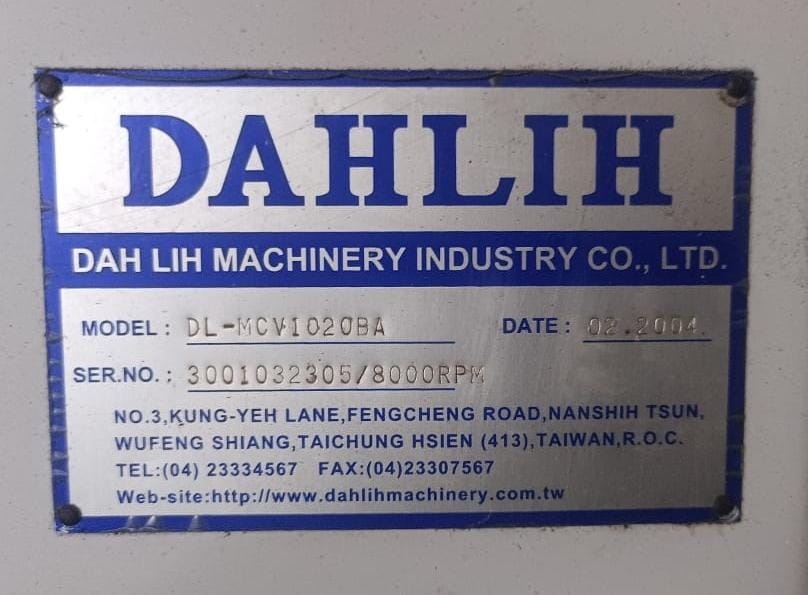 DAHLIH
DAH LIH MACHINERY INDUSTRY CO., LTD.
MODEL : DL-MCV1020BA DATE : 02.2004.
SER.NO. : 3001032305/8000RPM
NO.3,KUNG-YEH LANE,FENGCHENG ROAD,NANSHIH TSUN,
WUFENG SHIANG,TAICHUNG HSIEN (413),TAIWAN,R.O.C.
TEL:(04) 23334567 FAX:(04)23307567
Web-site:http://www.dahlihmachinery.com.tw